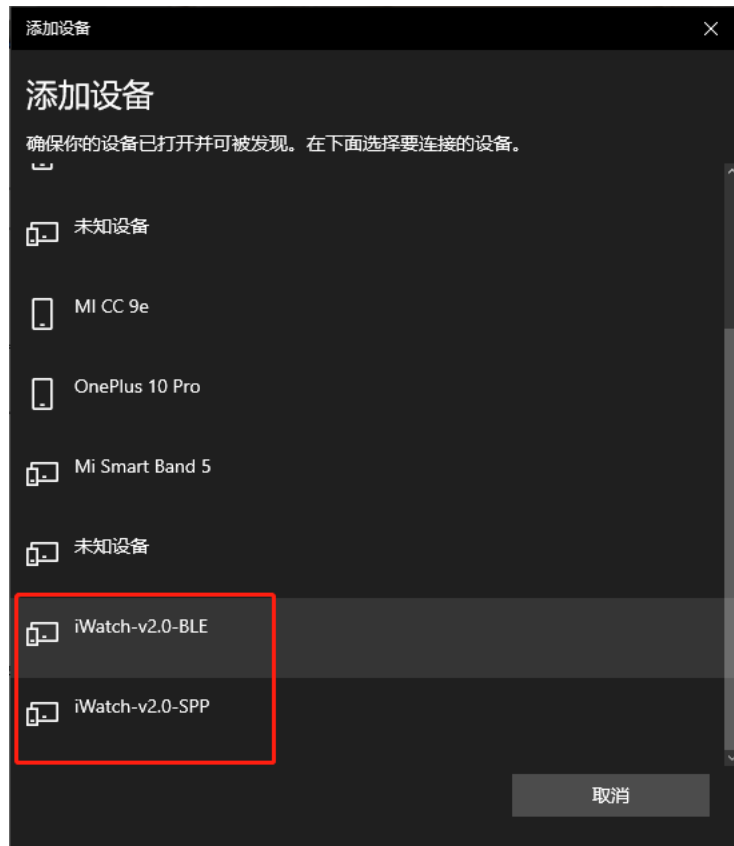 添加设备
添加设备
确保你的设备已打开并可被发现。在下面选择要连接的设备。
未知设备
MI CC 9e
OnePlus 10 Pro
Mi Smart Band 5
未知设备
iWatch-v2.0-BLE
iWatch-v2.0-SPP
取消